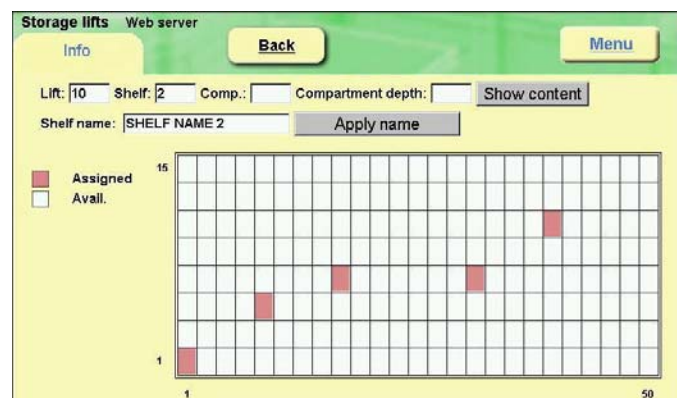 Storage lifts Web server
Info
Back
Menu
Lift: 10 Shelf: 2 Comp.: Compartment depth: Show content
Shelf name: SHELF NAME 2 Apply name
Assigned
Avail.
15
1
1 50